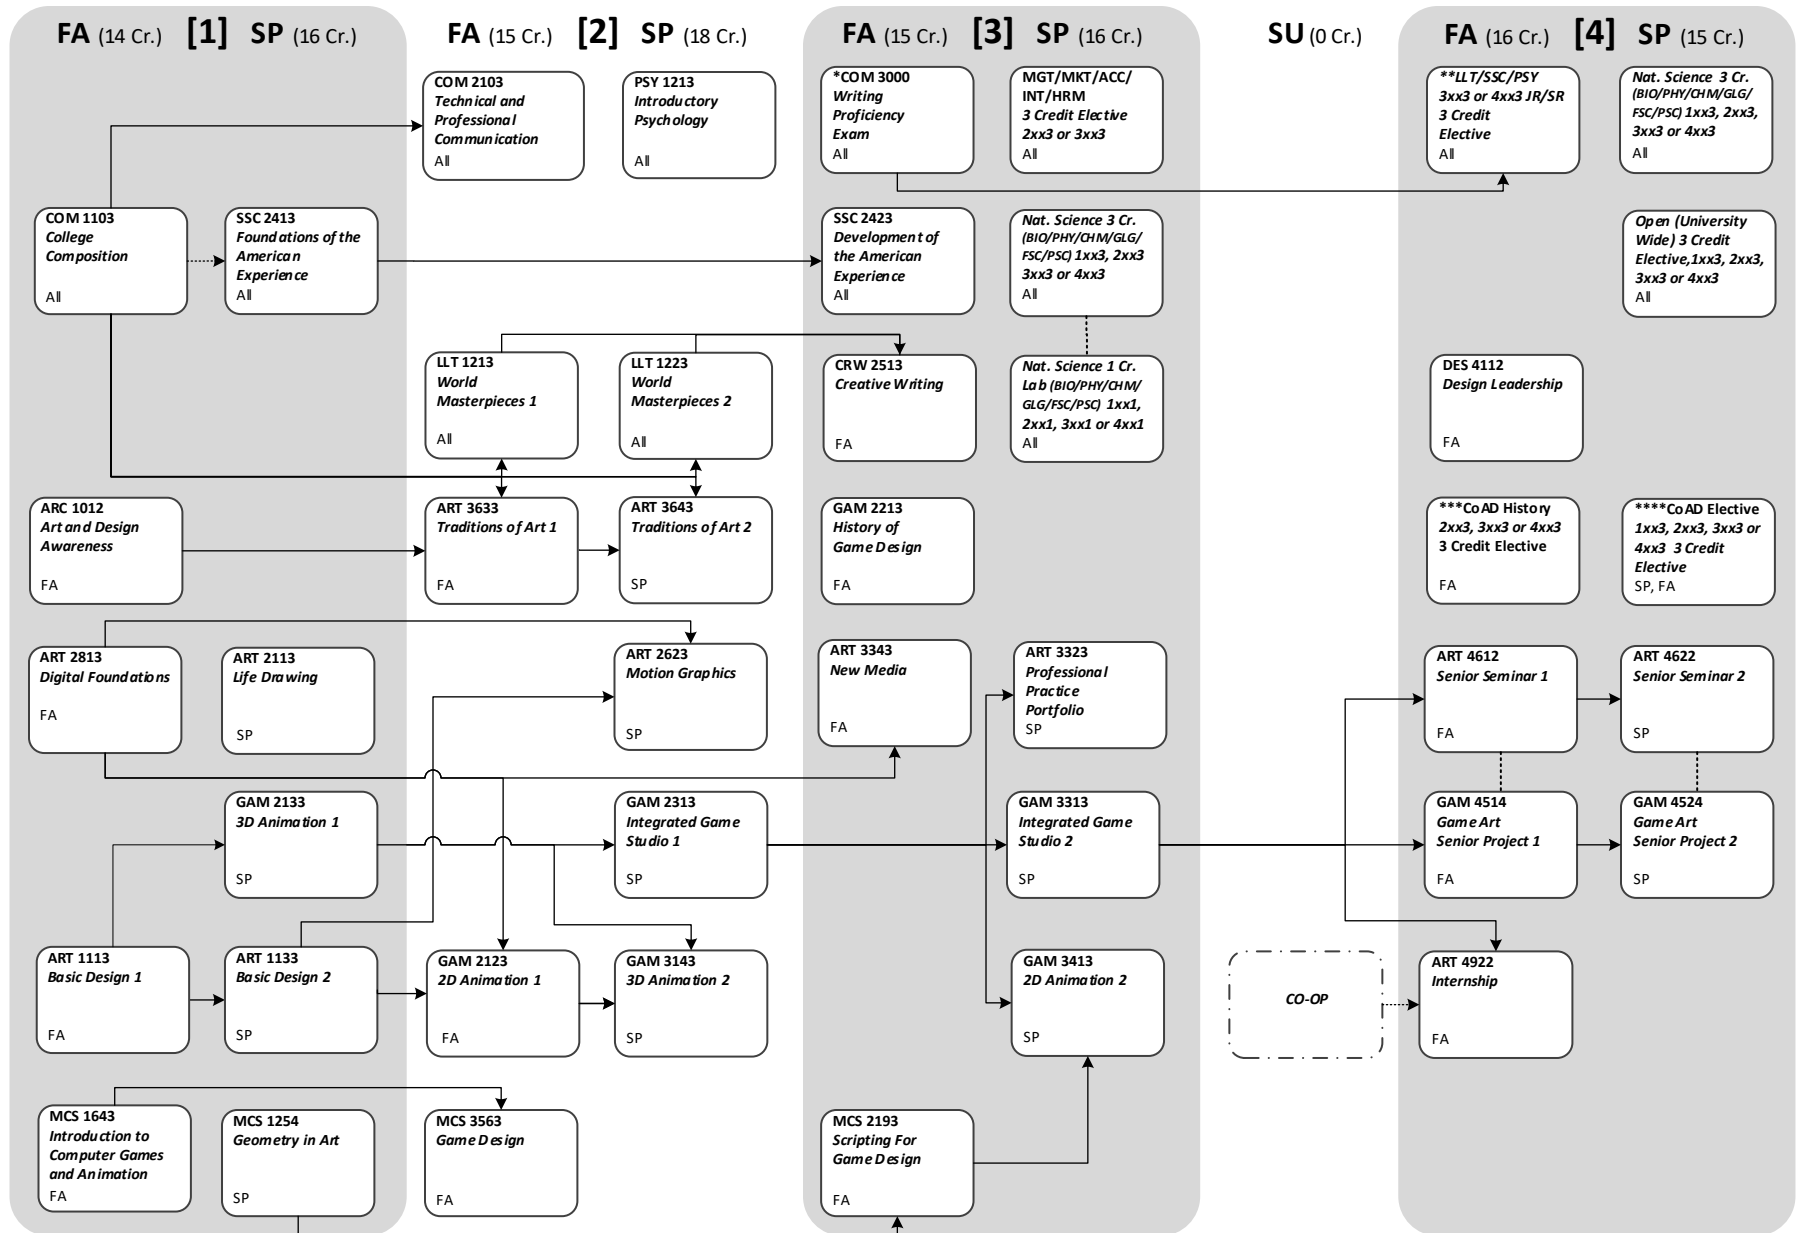 FA (14 Cr.) [1] SP (16 Cr.)
FA (15 Cr.) [2] SP (18 Cr.)
FA (15 Cr.) [3] SP (16 Cr.)
SU (0 Cr.)
FA (16 Cr.) [4] SP (15 Cr.)
COM 2103
Technical and
Professional
Communication
All
PSY 1213
Introductory
Psychology
All
*COM 3000
Writing
Proficiency
Exam
All
MGT/MKT/ACC/
INT/HRM
3 Credit Elective
2xx3 or 3xx3
All
**LLT/SSC/PSY
3xx3 or 4xx3 JR/SR
3 Credit
Elective
All
Nat. Science 3 Cr.
(BIO/PHY/CHM/GLG/
FSC/PSC) 1xx3, 2xx3,
3xx3 or 4xx3
All
COM 1103
College
Composition
All
SSC 2413
Foundations of the
American
Experience
All
SSC 2423
Development of
the American
Experience
All
Nat. Science 3 Cr.
(BIO/PHY/CHM/GLG/
FSC/PSC) 1xx3, 2xx3
3xx3 or 4xx3
All
Open (University
Wide) 3 Credit
Elective,1xx3, 2xx3,
3xx3 or 4xx3
All
LLT 1213
World
Masterpieces 1
All
LLT 1223
World
Masterpieces 2
All
CRW 2513
Creative Writing
FA
Nat. Science 1 Cr.
Lab (BIO/PHY/CHM/
GLG/FSC/PSC) 1xx1,
2xx1, 3xx1 or 4xx1
All
DES 4112
Design Leadership
FA
ARC 1012
Art and Design
Awareness
FA
ART 3633
Traditions of Art 1
FA
ART 3643
Traditions of Art 2
SP
GAM 2213
History of
Game Design
FA
***CoAD History
2xx3, 3xx3 or 4xx3
3 Credit Elective
FA
****CoAD Elective
1xx3, 2xx3, 3xx3 or
4xx3 3 Credit
Elective
SP, FA
ART 2813
Digital Foundations
FA
ART 2113
Life Drawing
SP
ART 2623
Motion Graphics
SP
ART 3343
New Media
FA
ART 3323
Professional
Practice
Portfolio
SP
ART 4612
Senior Seminar 1
FA
ART 4622
Senior Seminar 2
SP
GAM 2133
3D Animation 1
SP
GAM 2313
Integrated Game
Studio 1
SP
GAM 3313
Integrated Game
Studio 2
SP
GAM 4514
Game Art
Senior Project 1
FA
GAM 4524
Game Art
Senior Project 2
SP
ART 1113
Basic Design 1
FA
ART 1133
Basic Design 2
SP
GAM 2123
2D Animation 1
FA
GAM 3143
3D Animation 2
SP
GAM 3413
2D Animation 2
SP
CO-OP
ART 4922
Internship
FA
MCS 1643
Introduction to
Computer Games
and Animation
FA
MCS 1254
Geometry in Art
SP
MCS 3563
Game Design
FA
MCS 2193
Scripting For
Game Design
FA